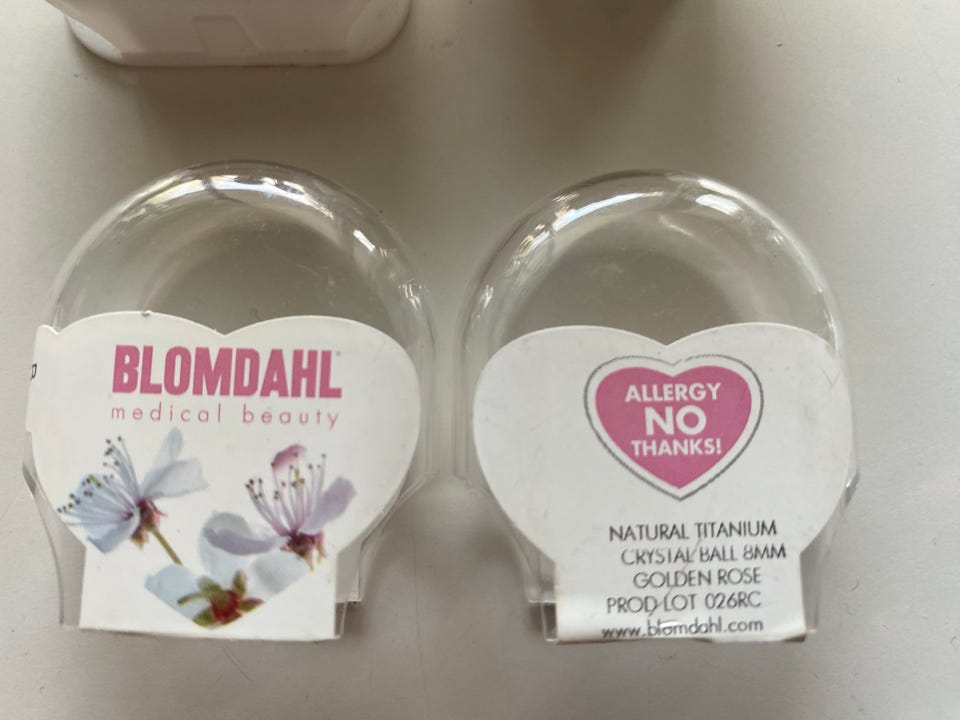 BLOMDAHL
medical beauty
ALLERGY
NO
THANKS!
NATURAL TITANIUM
CRYSTAL BALL 8MM
GOLDEN ROSE
PROD LOT 026RC
www.blomdahl.com